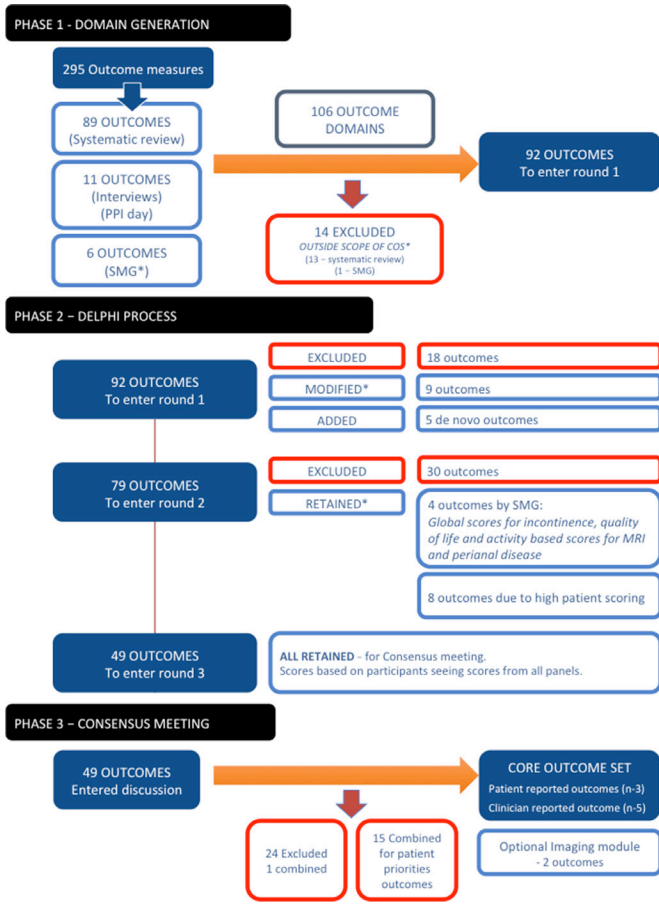 PHASE 1 - DOMAIN GENERATION
295 Outcome measures
89 OUTCOMES
(Systematic review)
11 OUTCOMES
(Interviews)
(PPI day)
6 OUTCOMES
(SMG*)
106 OUTCOME
DOMAINS
14 EXCLUDED
OUTSIDE SCOPE OF COS*
(13 – systematic review)
(1 – SMG)
92 OUTCOMES
To enter round 1
PHASE 2 – DELPHI PROCESS
92 OUTCOMES
To enter round 1
EXCLUDED
18 outcomes
MODIFIED*
9 outcomes
ADDED
5 de novo outcomes
79 OUTCOMES
To enter round 2
EXCLUDED
30 outcomes
RETAINED*
4 outcomes by SMG:
Global scores for incontinence, quality
of life and activity based scores for MRI
and perianal disease
8 outcomes due to high patient scoring
49 OUTCOMES
To enter round 3
ALL RETAINED - for Consensus meeting.
Scores based on participants seeing scores from all panels.
PHASE 3 – CONSENSUS MEETING
49 OUTCOMES
Entered discussion
24 Excluded
1 combined
15 Combined
for patient
priorities
outcomes
CORE OUTCOME SET
Patient reported outcomes (n-3)
Clinician reported outcome (n-5)
Optional Imaging module
- 2 outcomes